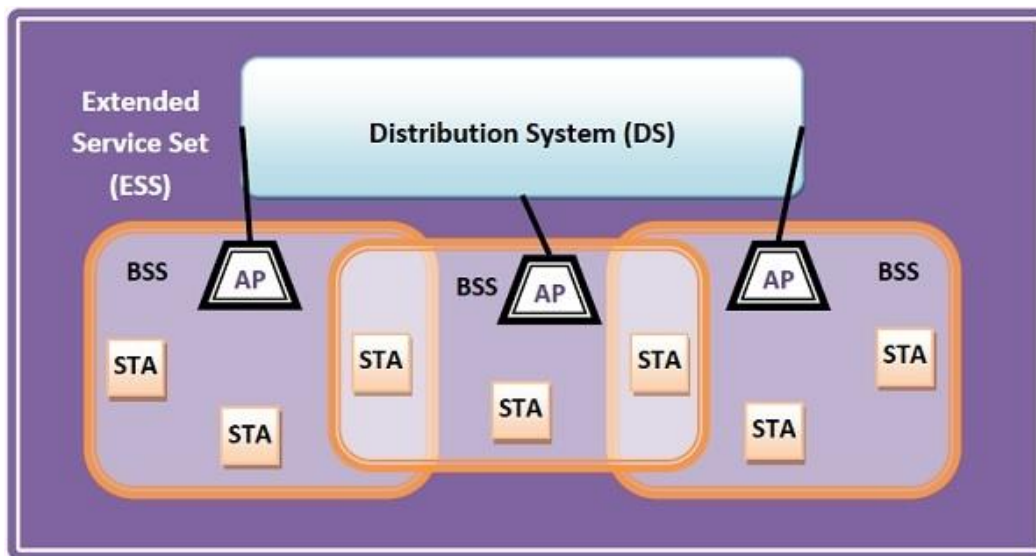 Extended
Service Set
(ESS)
Distribution System (DS)
BSS
AP
BSS
AP
AP
BSS
STA
STA
STA
STA
STA
STA
STA